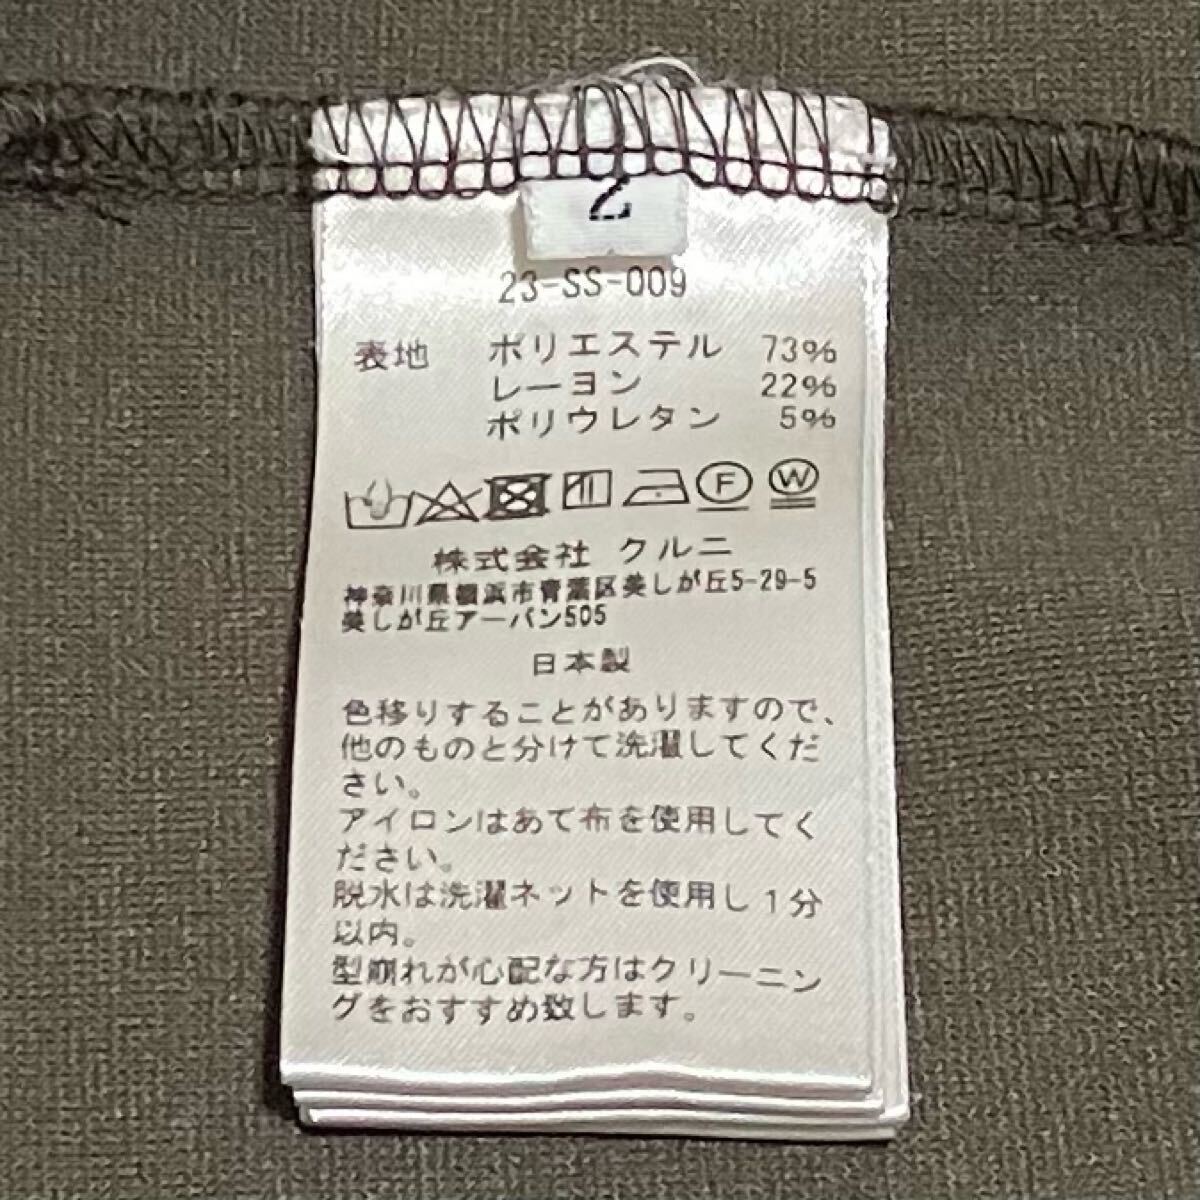 2
23-SS-009
表地 ポリエステル 73%
レーヨン 22%
ポリウレタン 5%
F W
株式会社 クルニ
神奈川県横浜市青葉区美しが丘5-29-5
美しが丘アーバン505
日本製
色移りすることがありますので、
他のものと分けて洗濯してくだ
さい。
アイロンはあて布を使用してく
ださい。
脱水は洗濯ネットを使用し1分
以内。
型崩れが心配な方はクリーニン
グをおすすめ致します。